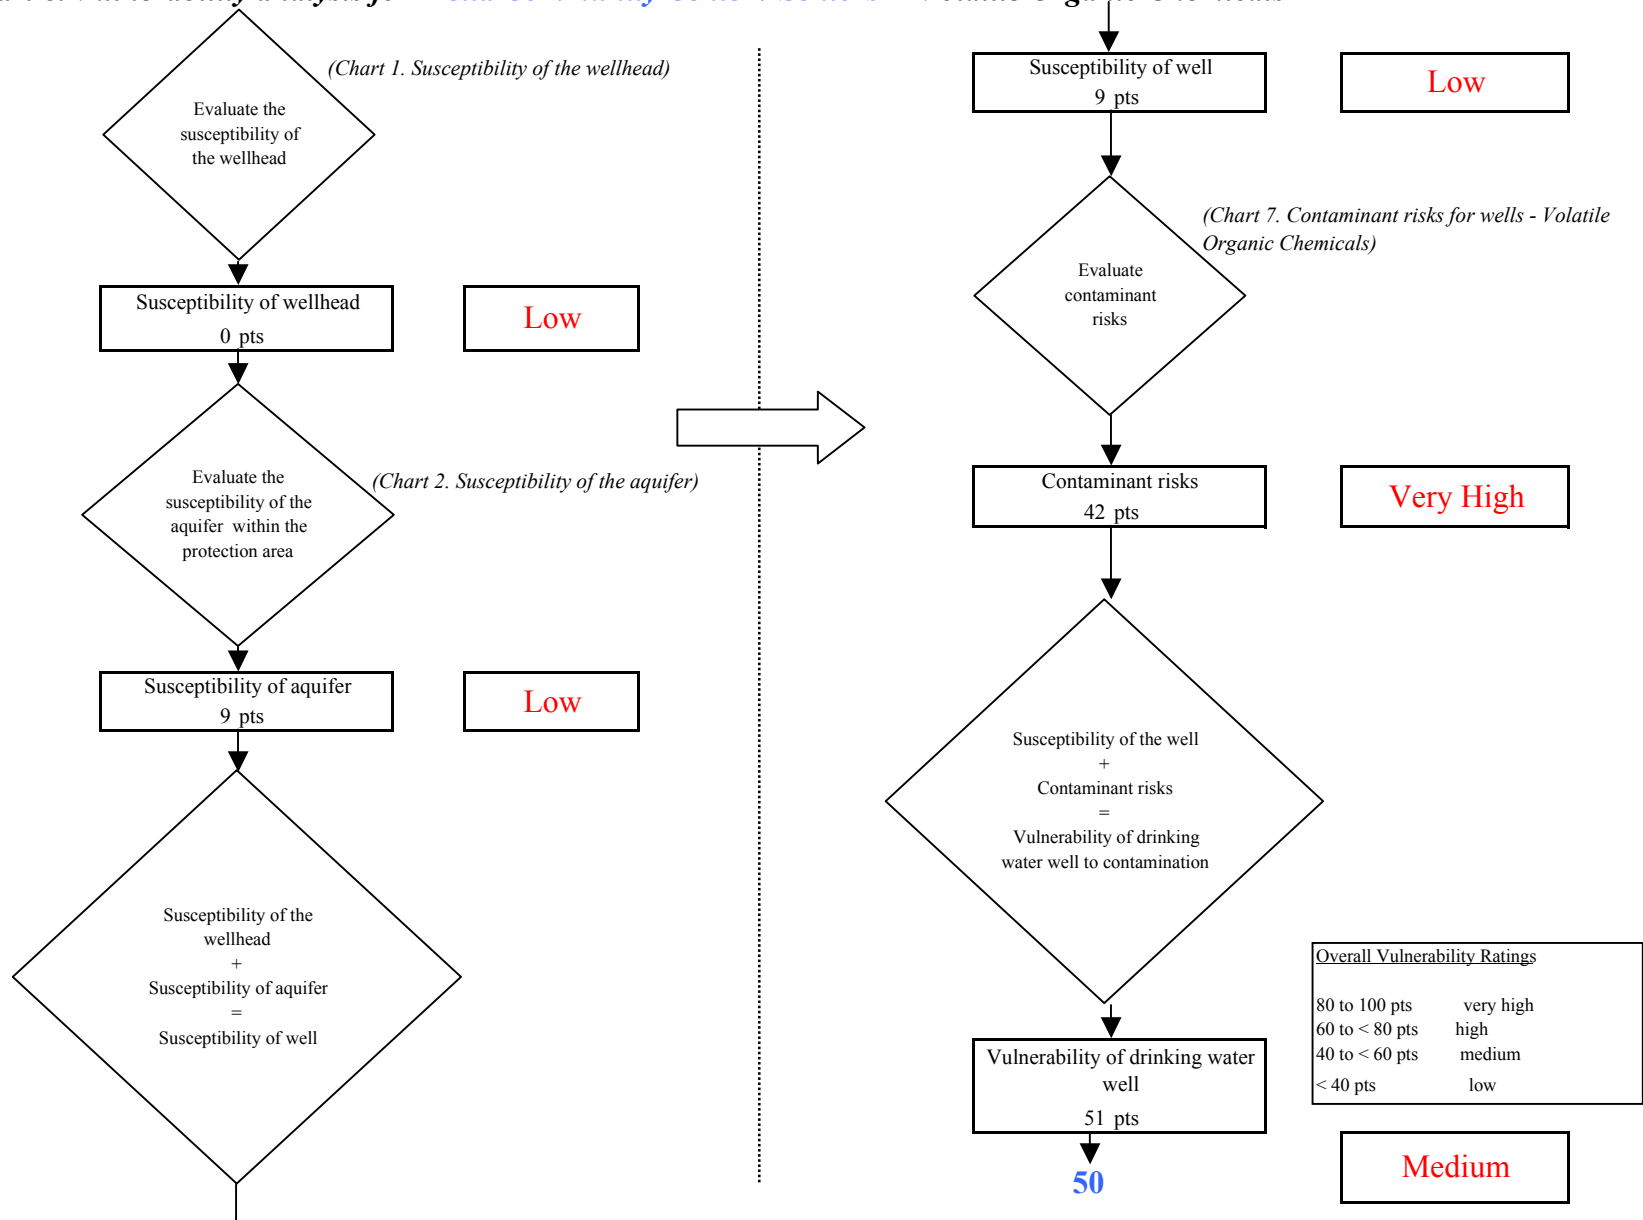 (Chart 1. Susceptibility of the wellhead)
Evaluate the
susceptibility of
the wellhead
Susceptibility of wellhead
0 pts
Low
Evaluate the
susceptibility of the
aquifer within the
protection area
(Chart 2. Susceptibility of the aquifer)
Susceptibility of aquifer
9 pts
Low
Susceptibility of the
wellhead
+
Susceptibility of aquifer
=
Susceptibility of well
Susceptibility of well
9 pts
Low
(Chart 7. Contaminant risks for wells - Volatile
Organic Chemicals)
Evaluate
contaminant
risks
Contaminant risks
42 pts
Very High
Susceptibility of the well
+
Contaminant risks
=
Vulnerability of drinking
water well to contamination
Overall Vulnerability Ratings
80 to 100 pts very high
60 to < 80 pts high
40 to < 60 pts medium
< 40 pts low
Vulnerability of drinking water
well
51 pts
50
Medium